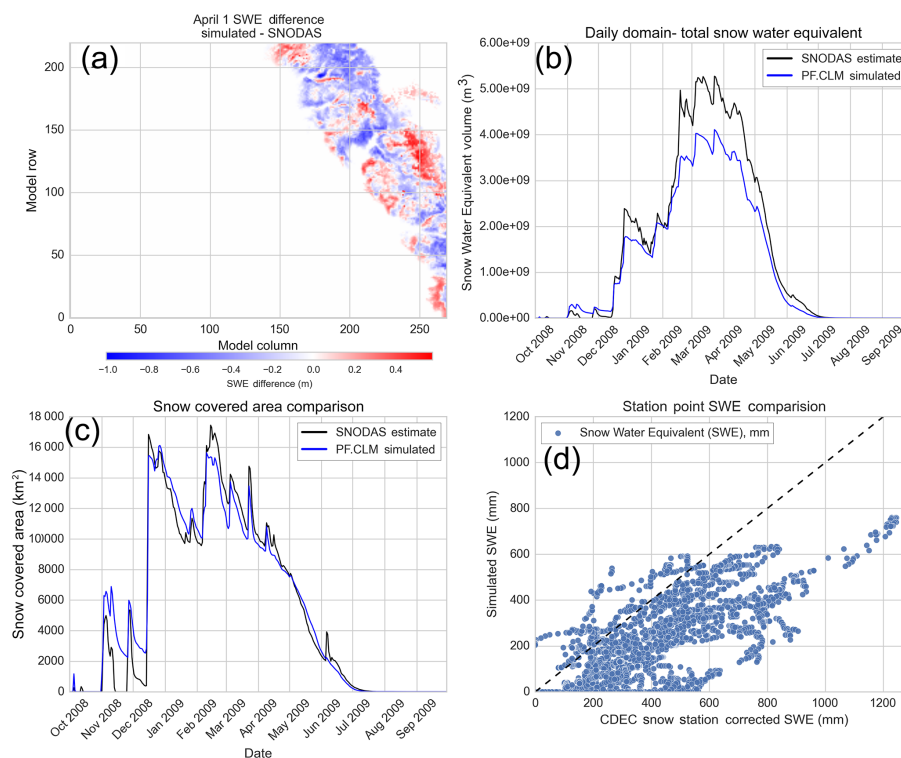 April 1 SWE difference
simulated - SNODAS
(a)
200
150
100
50
0
Model row
0 50 100 150 200 250
Model column
−1.0 −0.8 −0.6 −0.4 −0.2 0.0 0.2 0.4
SWE difference (m)
Daily domain- total snow water equivalent
(b)
SNODAS estimate
PF.CLM simulated
6.00e+09
5.00e+09
4.00e+09
3.00e+09
2.00e+09
1.00e+09
0.00e+00
Snow Water Equivalent volume (m³)
Oct 2008 Nov 2008 Dec 2008 Jan 2009 Feb 2009 Mar 2009 Apr 2009 May 2009 Jun 2009 Jul 2009 Aug 2009 Sep 2009
Date
Snow covered area comparison
(c)
SNODAS estimate
PF.CLM simulated
18 000
16 000
14 000
12 000
10 000
8000
6000
4000
2000
0
Snow covered area (km²)
Oct 2008 Nov 2008 Dec 2008 Jan 2009 Feb 2009 Mar 2009 Apr 2009 May 2009 Jun 2009 Jul 2009 Aug 2009 Sep 2009
Date
Station point SWE comparision
Snow Water Equivalent (SWE), mm
(d)
1200
1000
800
600
400
200
0
Simulated SWE (mm)
0 200 400 600 800 1000 1200
CDEC snow station corrected SWE (mm)